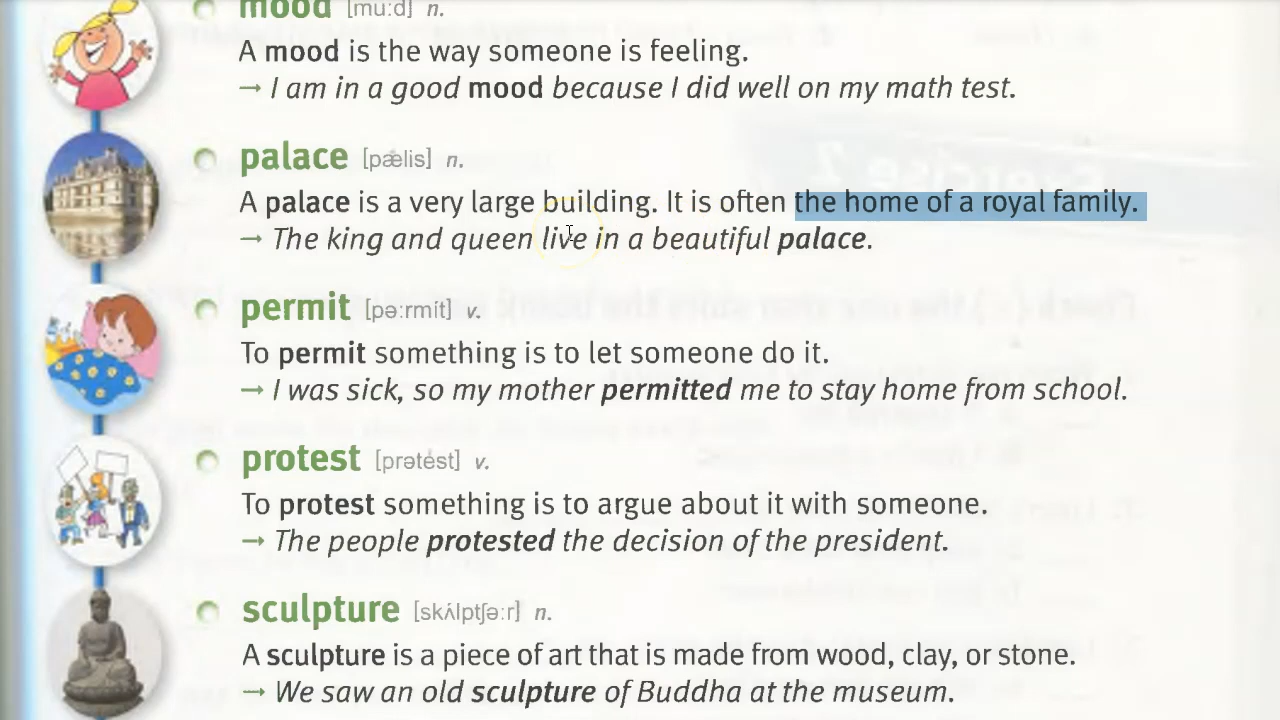 mood [mu:d] n.
A mood is the way someone is feeling.
→ I am in a good mood because I did well on my math test.
palace [pǽlis] n.
A palace is a very large building. It is often the home of a royal family.
→ The king and queen live in a beautiful palace.
permit [pə:rmít] v.
To permit something is to let someone do it.
→ I was sick, so my mother permitted me to stay home from school.
protest [prətést] v.
To protest something is to argue about it with someone.
→ The people protested the decision of the president.
sculpture [skʌ́lptʃə:r] n.
A sculpture is a piece of art that is made from wood, clay, or stone.
→ We saw an old sculpture of Buddha at the museum.